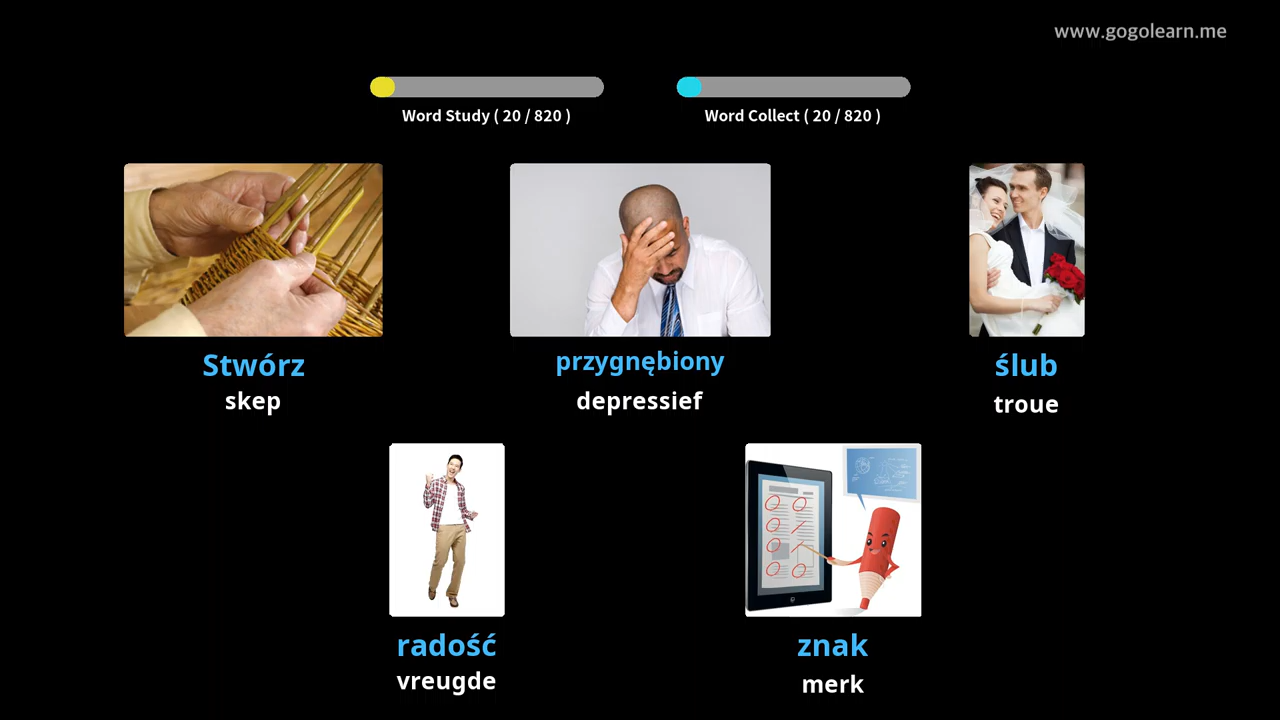 www.gogolearn.me
Word Study ( 20 / 820 )
Word Collect ( 20 / 820 )
Stwórz
skep
przygnębiony
depressief
ślub
troue
radość
vreugde
znak
merk